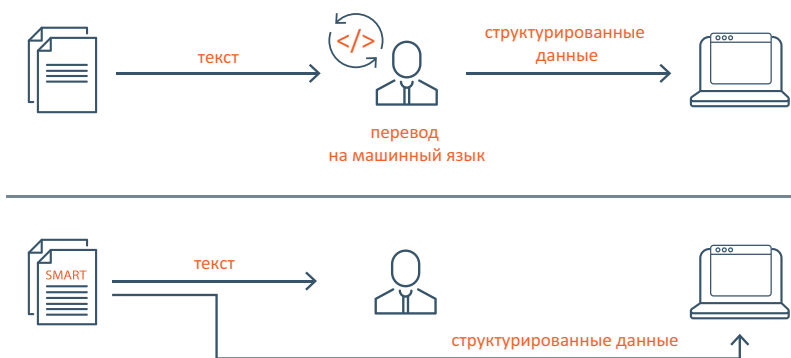 текст
</>
структурированные
данные
перевод
на машинный язык
SMART
текст
структурированные данные